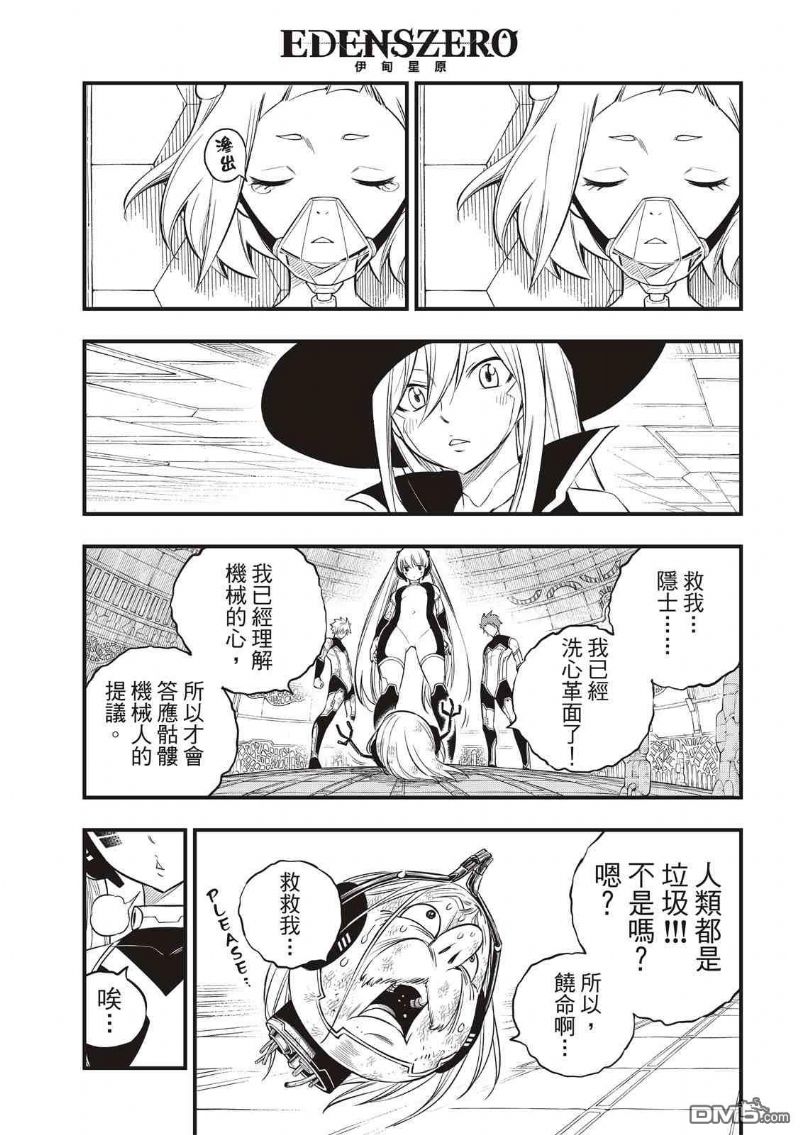 EDENSZERO
伊甸星原
滲出
救我…
隱士……
我已經
洗心革面了！
我已經理解
機械的心，
所以才會
答應骷髏
機械人的
提議。
人類都是
垃圾!!!
不是嗎？
嗯？
所以，
饒命啊…
救救我…
PLEASE…
唉…
DM5.com